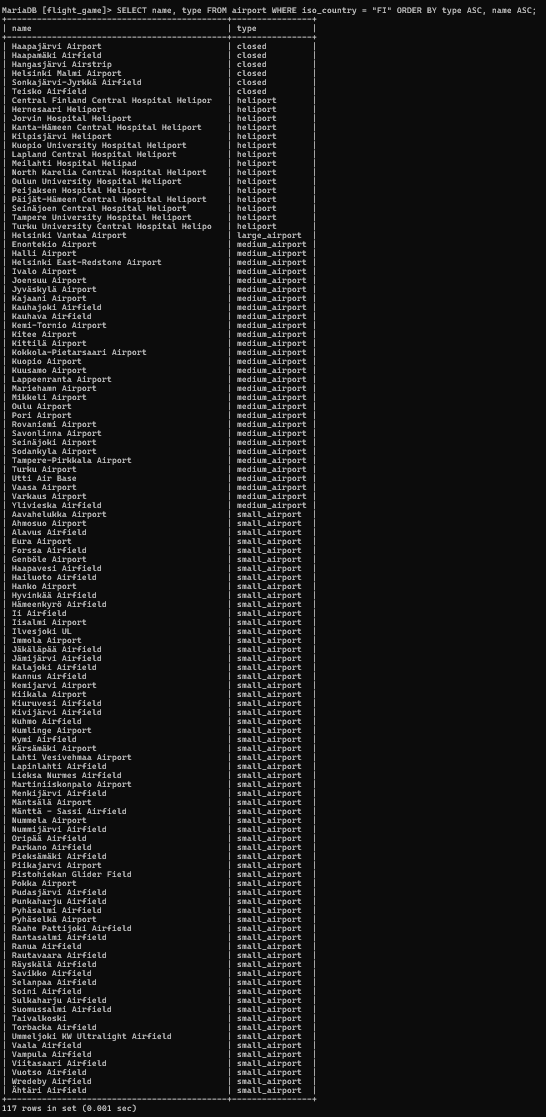 MariaDB [flight_game]> SELECT name, type FROM airport WHERE iso_country = "FI" ORDER BY type ASC, name ASC;
+------------------------------------------+----------------+
| name | type |
+------------------------------------------+----------------+
| Haapajärvi Airport | closed |
| Haapamäki Airfield | closed |
| Hangasjärvi Airstrip | closed |
| Helsinki Malmi Airport | closed |
| Sonkajärvi-Jyrkkä Airfield | closed |
| Teisko Airfield | closed |
| Central Finland Central Hospital Helipor | heliport |
| Hernesaari Heliport | heliport |
| Jorvin Hospital Heliport | heliport |
| Kanta-Hämeen Central Hospital Heliport | heliport |
| Kilpisjärvi Heliport | heliport |
| Kuopio University Hospital Heliport | heliport |
| Lapland Central Hospital Heliport | heliport |
| Meilahti Hospital Helipad | heliport |
| North Karelia Central Hospital Heliport | heliport |
| Oulun University Hospital Heliport | heliport |
| Peijaksen Hospital Heliport | heliport |
| Päijät-Hämeen Central Hospital Heliport | heliport |
| Seinäjoen Central Hospital Heliport | heliport |
| Tampere University Hospital Heliport | heliport |
| Turku University Central Hospital Helipo | heliport |
| Helsinki Vantaa Airport | large_airport |
| Enontekio Airport | medium_airport |
| Halli Airport | medium_airport |
| Helsinki East-Redstone Airport | medium_airport |
| Ivalo Airport | medium_airport |
| Joensuu Airport | medium_airport |
| Jyväskylä Airport | medium_airport |
| Kajaani Airport | medium_airport |
| Kauhajoki Airfield | medium_airport |
| Kauhava Airfield | medium_airport |
| Kemi-Tornio Airport | medium_airport |
| Kitee Airport | medium_airport |
| Kittilä Airport | medium_airport |
| Kokkola-Pietarsaari Airport | medium_airport |
| Kuopio Airport | medium_airport |
| Kuusamo Airport | medium_airport |
| Lappeenranta Airport | medium_airport |
| Mariehamn Airport | medium_airport |
| Mikkeli Airport | medium_airport |
| Oulu Airport | medium_airport |
| Pori Airport | medium_airport |
| Rovaniemi Airport | medium_airport |
| Savonlinna Airport | medium_airport |
| Seinäjoki Airport | medium_airport |
| Sodankyla Airport | medium_airport |
| Tampere-Pirkkala Airport | medium_airport |
| Turku Airport | medium_airport |
| Utti Air Base | medium_airport |
| Vaasa Airport | medium_airport |
| Varkaus Airport | medium_airport |
| Ylivieska Airfield | medium_airport |
| Aavahelukka Airport | small_airport |
| Ahmosuo Airport | small_airport |
| Alavus Airfield | small_airport |
| Eura Airport | small_airport |
| Forssa Airfield | small_airport |
| Genböle Airport | small_airport |
| Haapavesi Airfield | small_airport |
| Hailuoto Airfield | small_airport |
| Hanko Airport | small_airport |
| Hyvinkää Airfield | small_airport |
| Hämeenkyrö Airfield | small_airport |
| Ii Airfield | small_airport |
| Iisalmi Airport | small_airport |
| Ilvesjoki UL | small_airport |
| Immola Airport | small_airport |
| Jäkäläpää Airfield | small_airport |
| Jämijärvi Airfield | small_airport |
| Kalajoki Airfield | small_airport |
| Kannus Airfield | small_airport |
| Kemijarvi Airport | small_airport |
| Kiikala Airport | small_airport |
| Kiuruvesi Airfield | small_airport |
| Kivijärvi Airfield | small_airport |
| Kuhmo Airfield | small_airport |
| Kumlinge Airport | small_airport |
| Kymi Airfield | small_airport |
| Kärsämäki Airport | small_airport |
| Lahti Vesivehmaa Airport | small_airport |
| Lapinlahti Airfield | small_airport |
| Lieksa Nurmes Airfield | small_airport |
| Martiniiskonpalo Airport | small_airport |
| Menkijärvi Airfield | small_airport |
| Mäntsälä Airport | small_airport |
| Mänttä - Sassi Airfield | small_airport |
| Nummela Airport | small_airport |
| Nummijärvi Airfield | small_airport |
| Oripää Airfield | small_airport |
| Parkano Airfield | small_airport |
| Pieksämäki Airfield | small_airport |
| Piikajarvi Airport | small_airport |
| Pistohiekan Glider Field | small_airport |
| Pokka Airport | small_airport |
| Pudasjärvi Airfield | small_airport |
| Punkaharju Airfield | small_airport |
| Pyhäsalmi Airfield | small_airport |
| Pyhäselkä Airport | small_airport |
| Raahe Pattijoki Airfield | small_airport |
| Rantasalmi Airfield | small_airport |
| Ranua Airfield | small_airport |
| Rautavaara Airfield | small_airport |
| Räyskälä Airfield | small_airport |
| Savikko Airfield | small_airport |
| Selanpaa Airfield | small_airport |
| Soini Airfield | small_airport |
| Sulkaharju Airfield | small_airport |
| Suomussalmi Airfield | small_airport |
| Taivalkoski | small_airport |
| Torbacka Airfield | small_airport |
| Ummeljoki KW Ultralight Airfield | small_airport |
| Vaala Airfield | small_airport |
| Vampula Airfield | small_airport |
| Viitasaari Airfield | small_airport |
| Vuotso Airfield | small_airport |
| Wredeby Airfield | small_airport |
| Ähtäri Airfield | small_airport |
+------------------------------------------+----------------+
117 rows in set (0.001 sec)